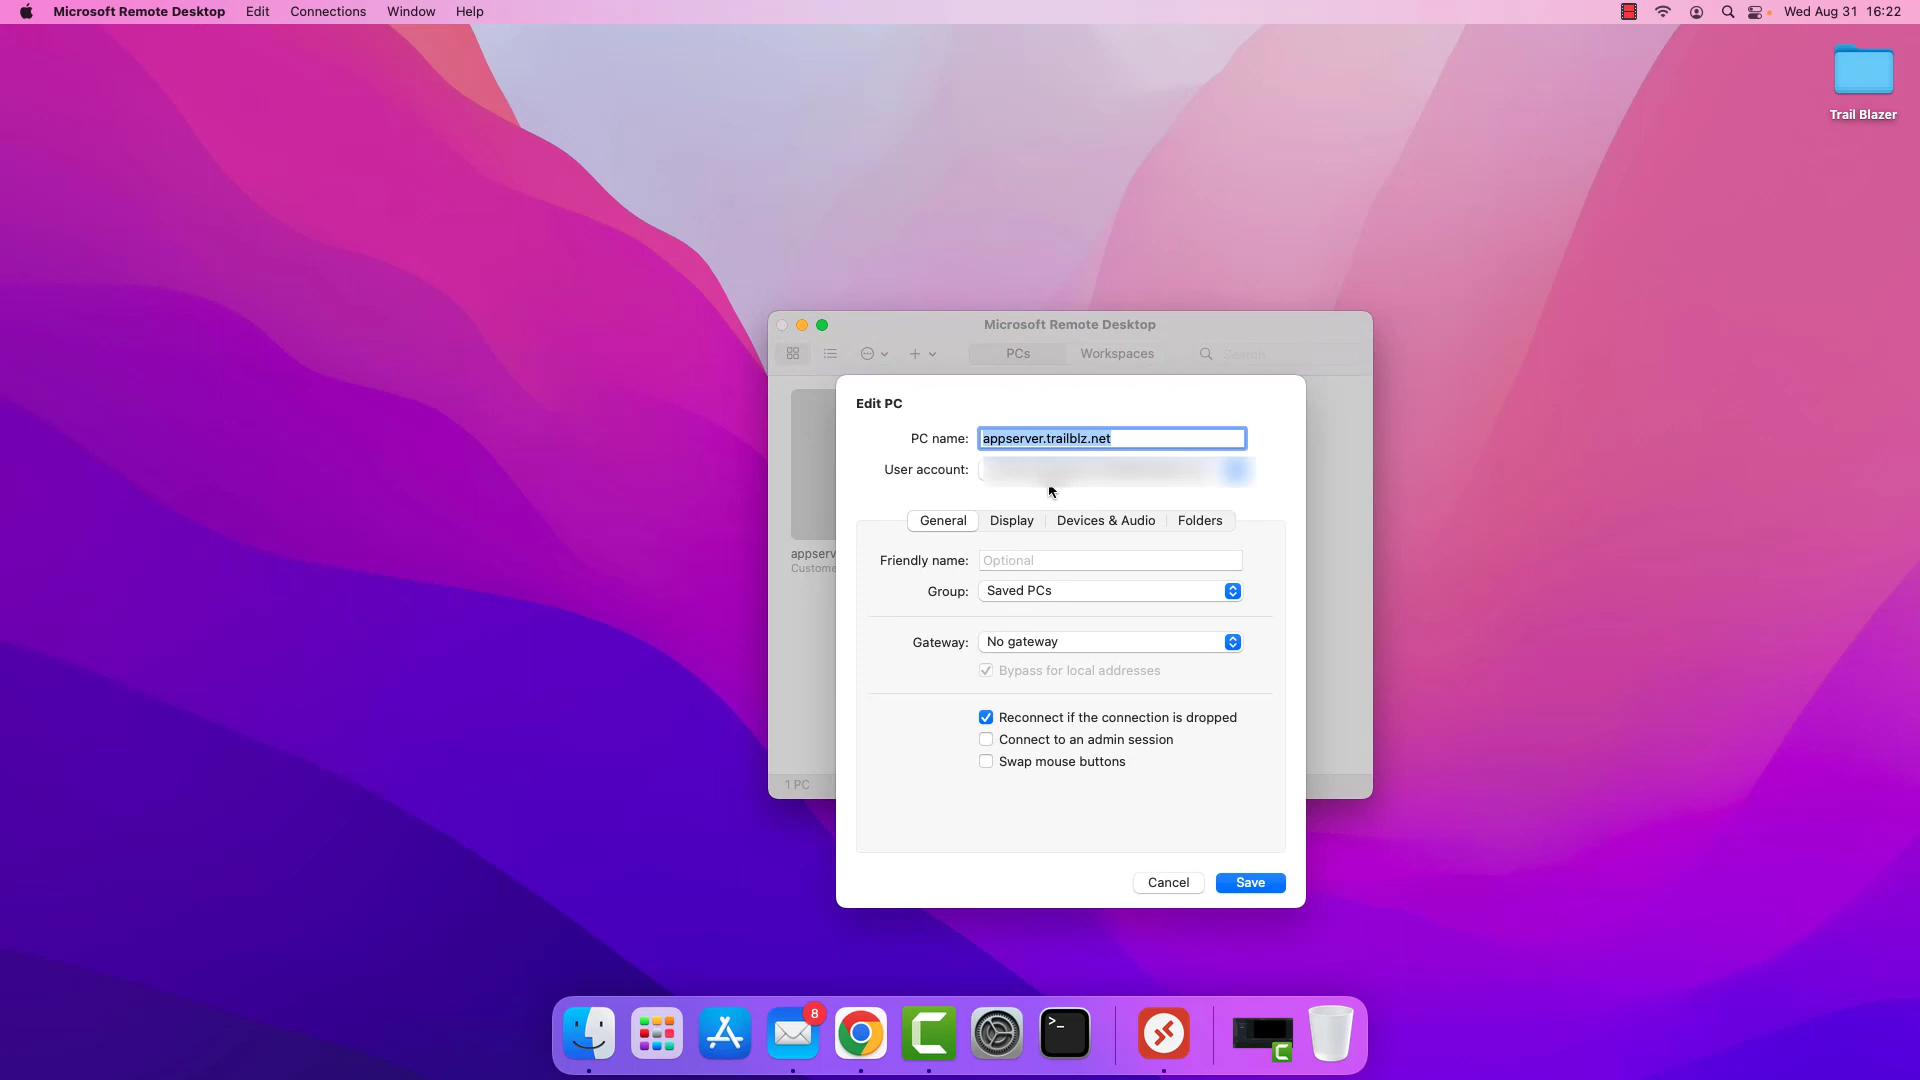 Microsoft Remote Desktop Edit Connections Window Help Wed Aug 31 16:22
Trail Blazer
Microsoft Remote Desktop
PCs Workspaces Search
Edit PC
PC name: appserver.trailblz.net
User account:
General Display Devices & Audio Folders
appserv
Custome
Friendly name: Optional
Group: Saved PCs
Gateway: No gateway
Bypass for local addresses
Reconnect if the connection is dropped
Connect to an admin session
Swap mouse buttons
1 PC
Cancel Save
8
>_